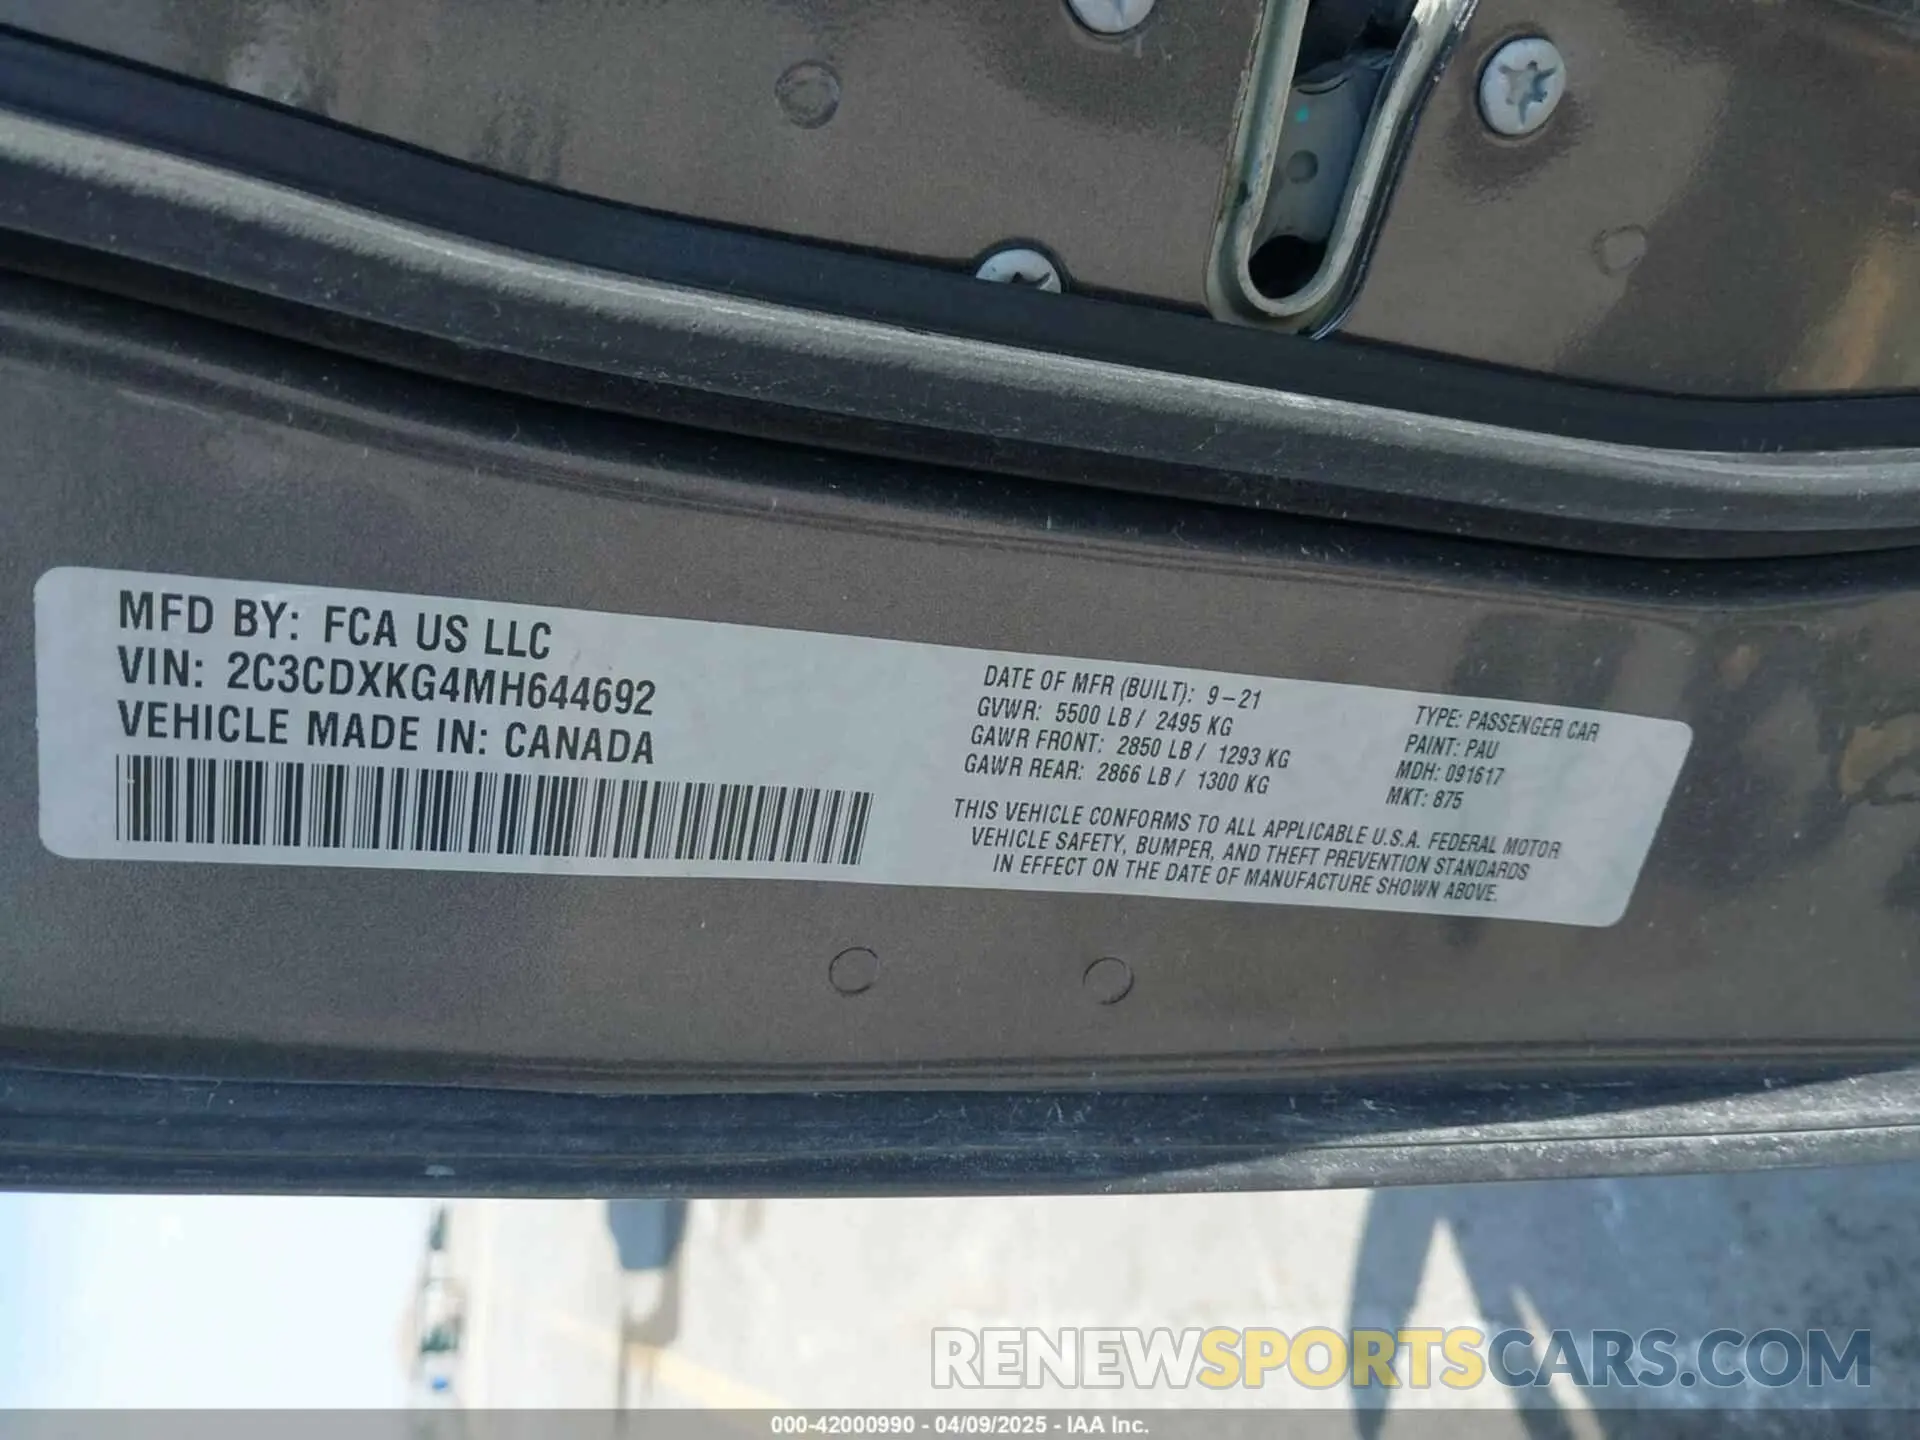 MFD BY: FCA US LLC
VIN: 2C3CDXKG4MH644692
VEHICLE MADE IN: CANADA
DATE OF MFR (BUILT): 9-21
GVWR: 5500 LB / 2495 KG
GAWR FRONT: 2850 LB / 1293 KG
GAWR REAR: 2866 LB / 1300 KG
TYPE: PASSENGER CAR
PAINT: PAU
MDH: 091617
MKT: 875
THIS VEHICLE CONFORMS TO ALL APPLICABLE U.S.A. FEDERAL MOTOR
VEHICLE SAFETY, BUMPER, AND THEFT PREVENTION STANDARDS
IN EFFECT ON THE DATE OF MANUFACTURE SHOWN ABOVE.
RENEWSPORTSCARS.COM
000-42000990 - 04/09/2025 - IAA Inc.